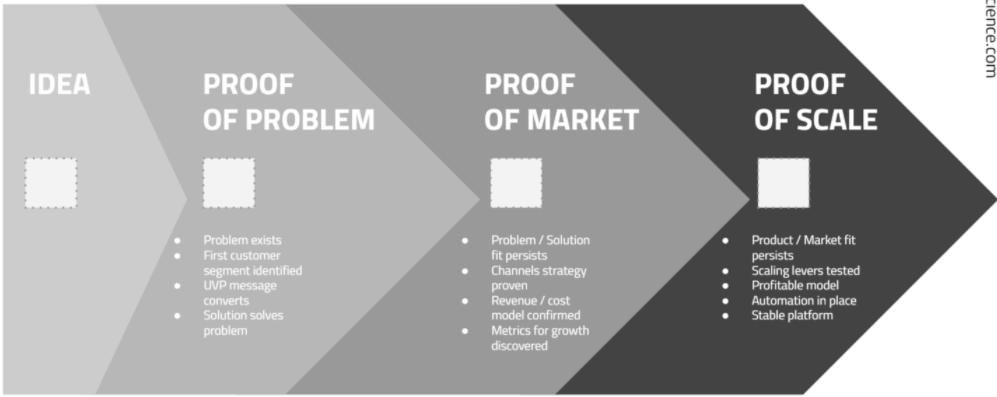 IDEA
PROOF
OF PROBLEM
Problem exists
First customer
segment identified
UVP message
converts
Solution solves
problem
PROOF
OF MARKET
Problem / Solution
fit persists
Channels strategy
proven
Revenue / cost
model confirmed
Metrics for growth
discovered
PROOF
OF SCALE
Product / Market fit
persists
Scaling levers tested
Profitable model
Automation in place
Stable platform
cience.com